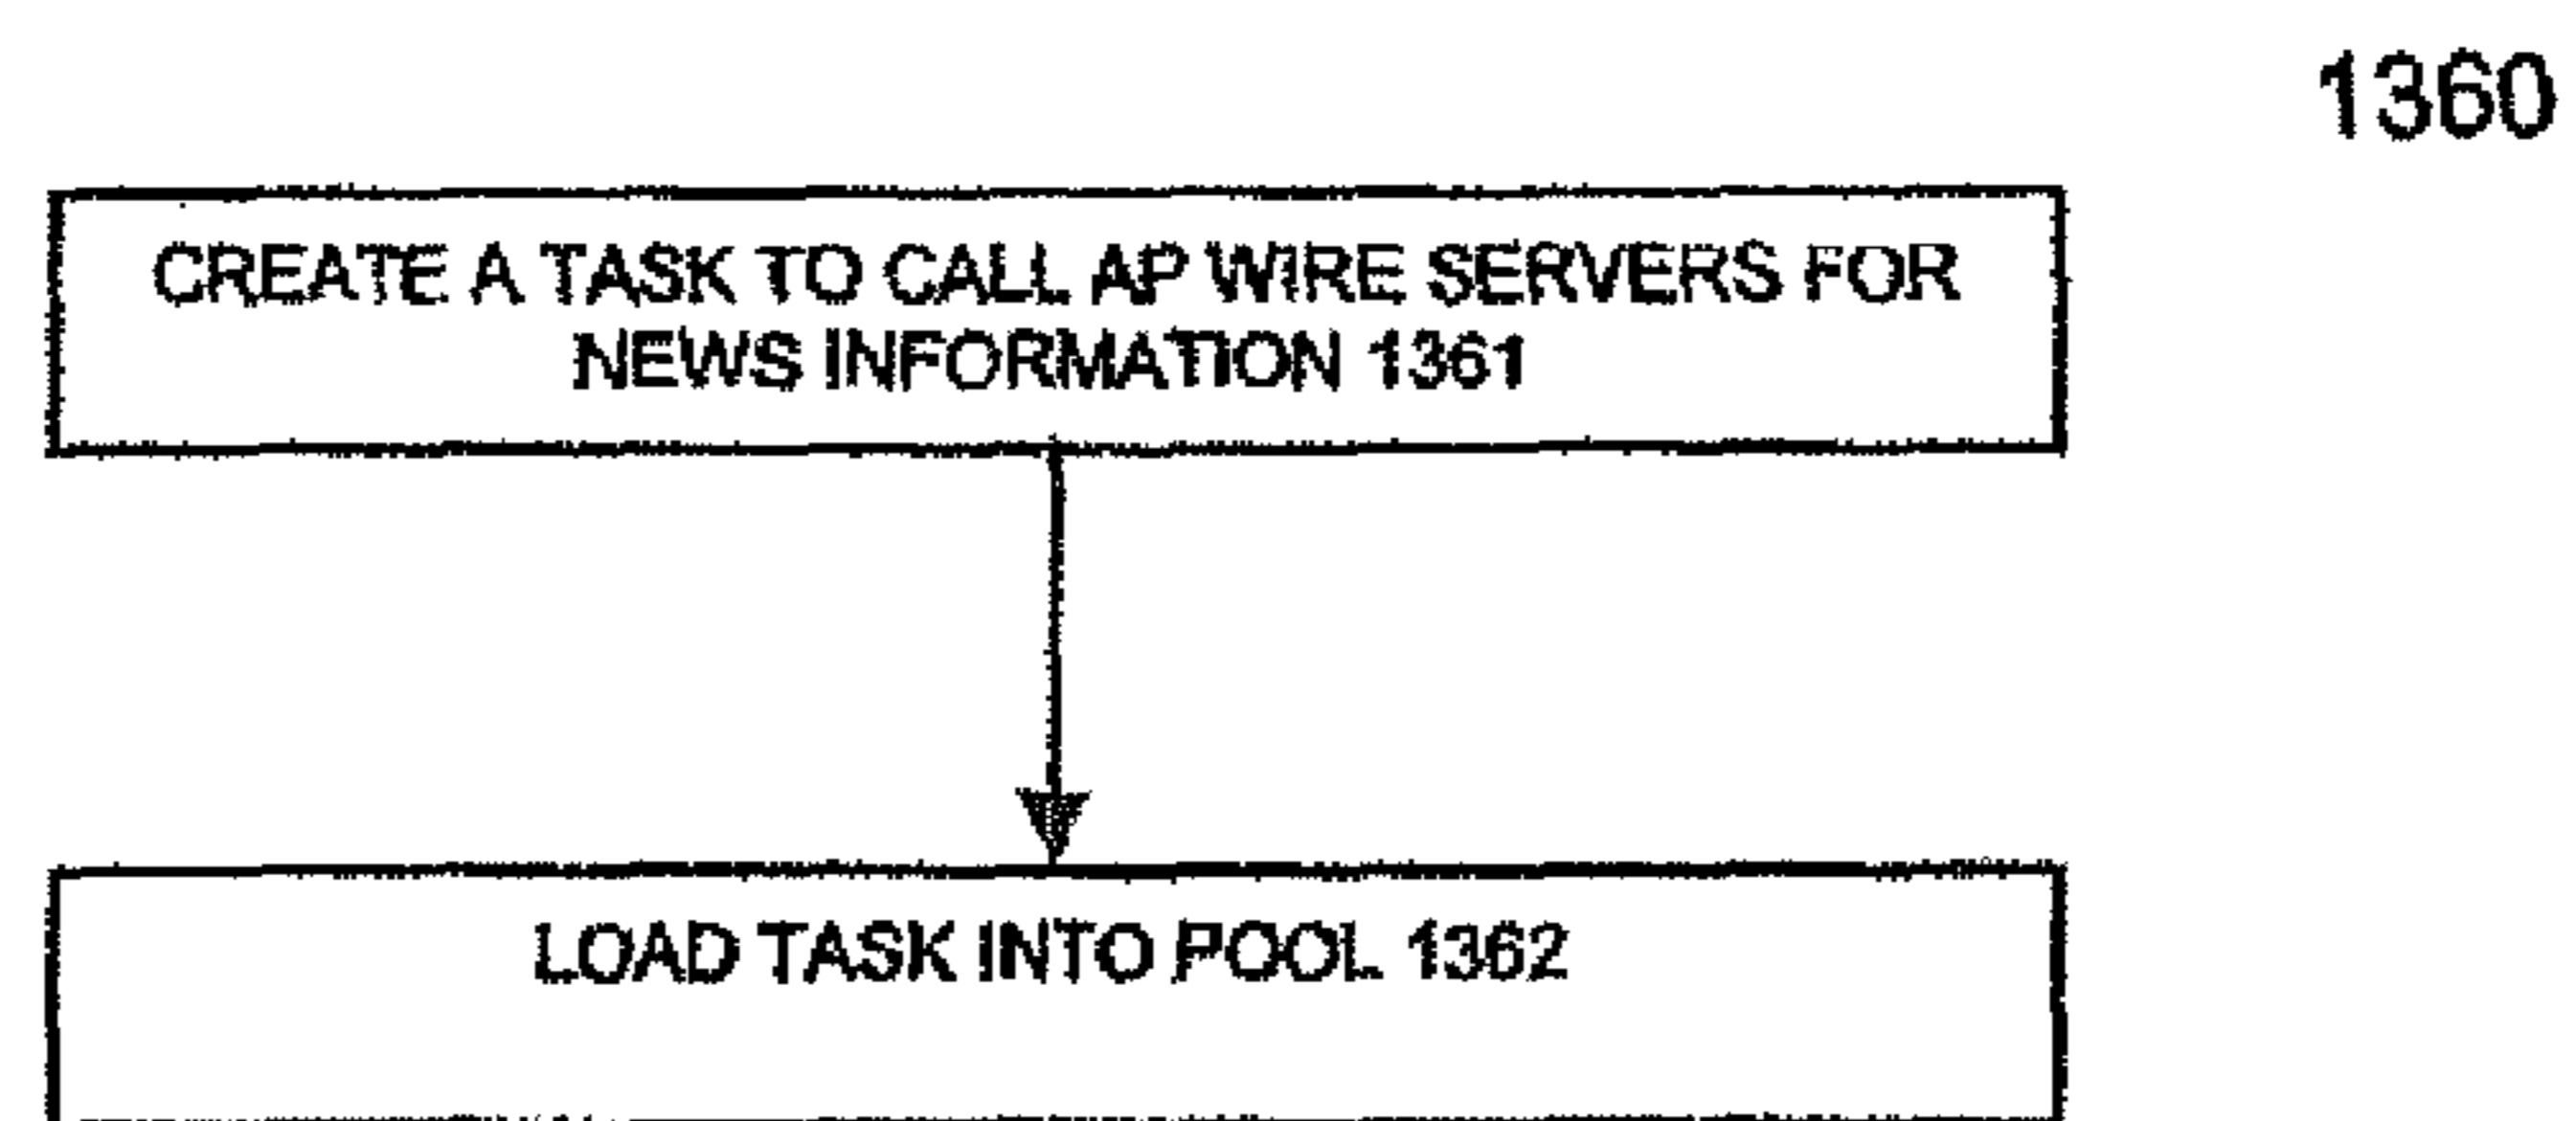 1360
CREATE A TASK TO CALL AP WIRE SERVERS FOR
NEWS INFORMATION 1361
LOAD TASK INTO POOL 1362